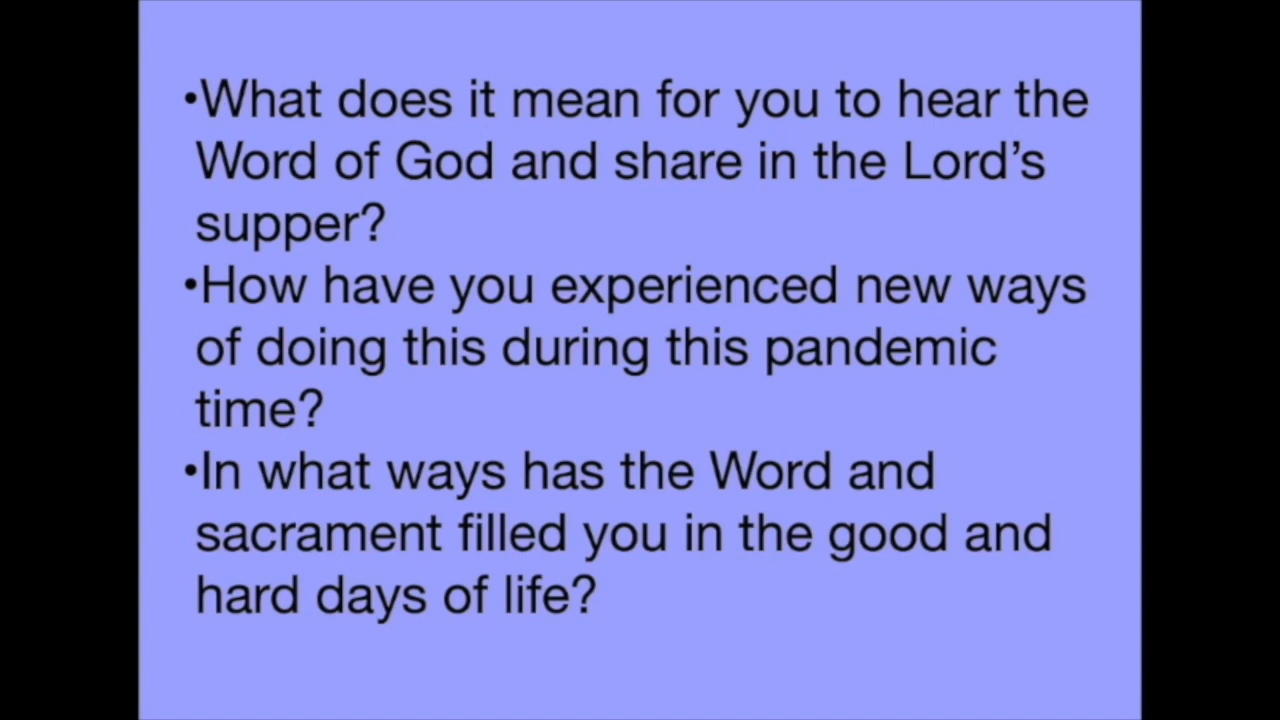 •What does it mean for you to hear the
Word of God and share in the Lord’s
supper?
•How have you experienced new ways
of doing this during this pandemic
time?
•In what ways has the Word and
sacrament filled you in the good and
hard days of life?